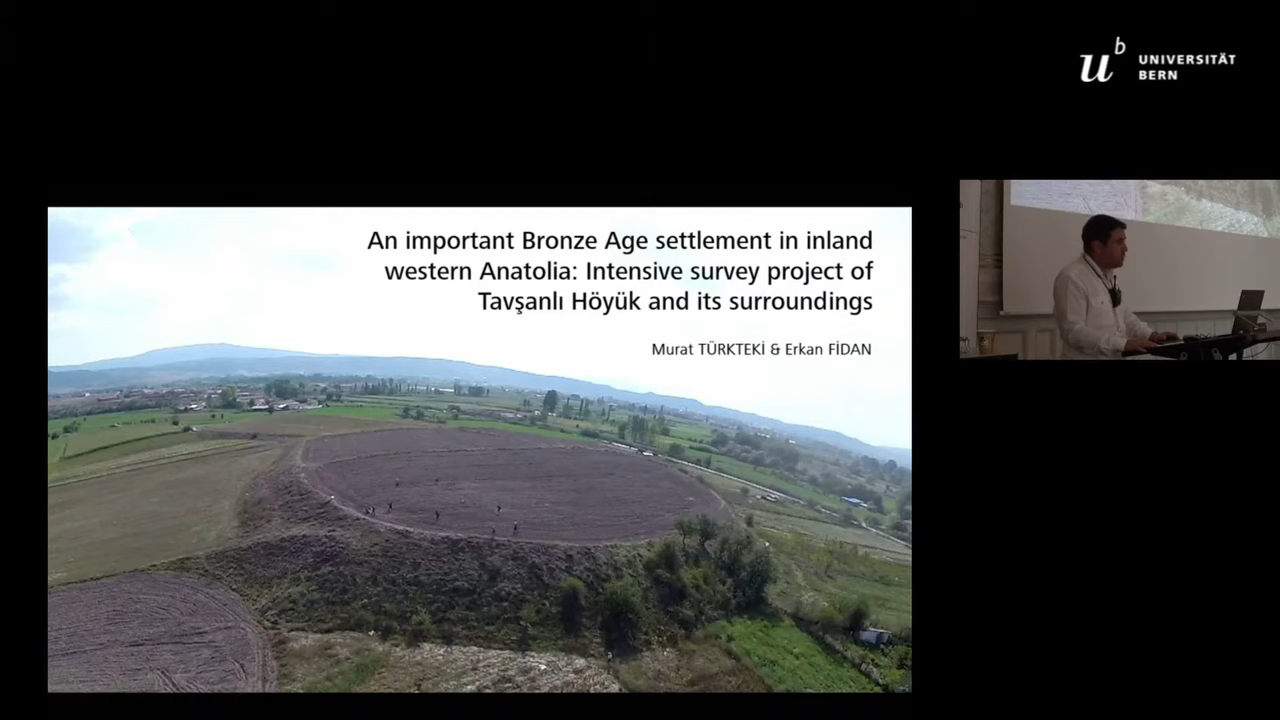 u^b UNIVERSITÄT
BERN
An important Bronze Age settlement in inland
western Anatolia: Intensive survey project of
Tavşanlı Höyük and its surroundings
Murat TÜRKTEKİ & Erkan FİDAN